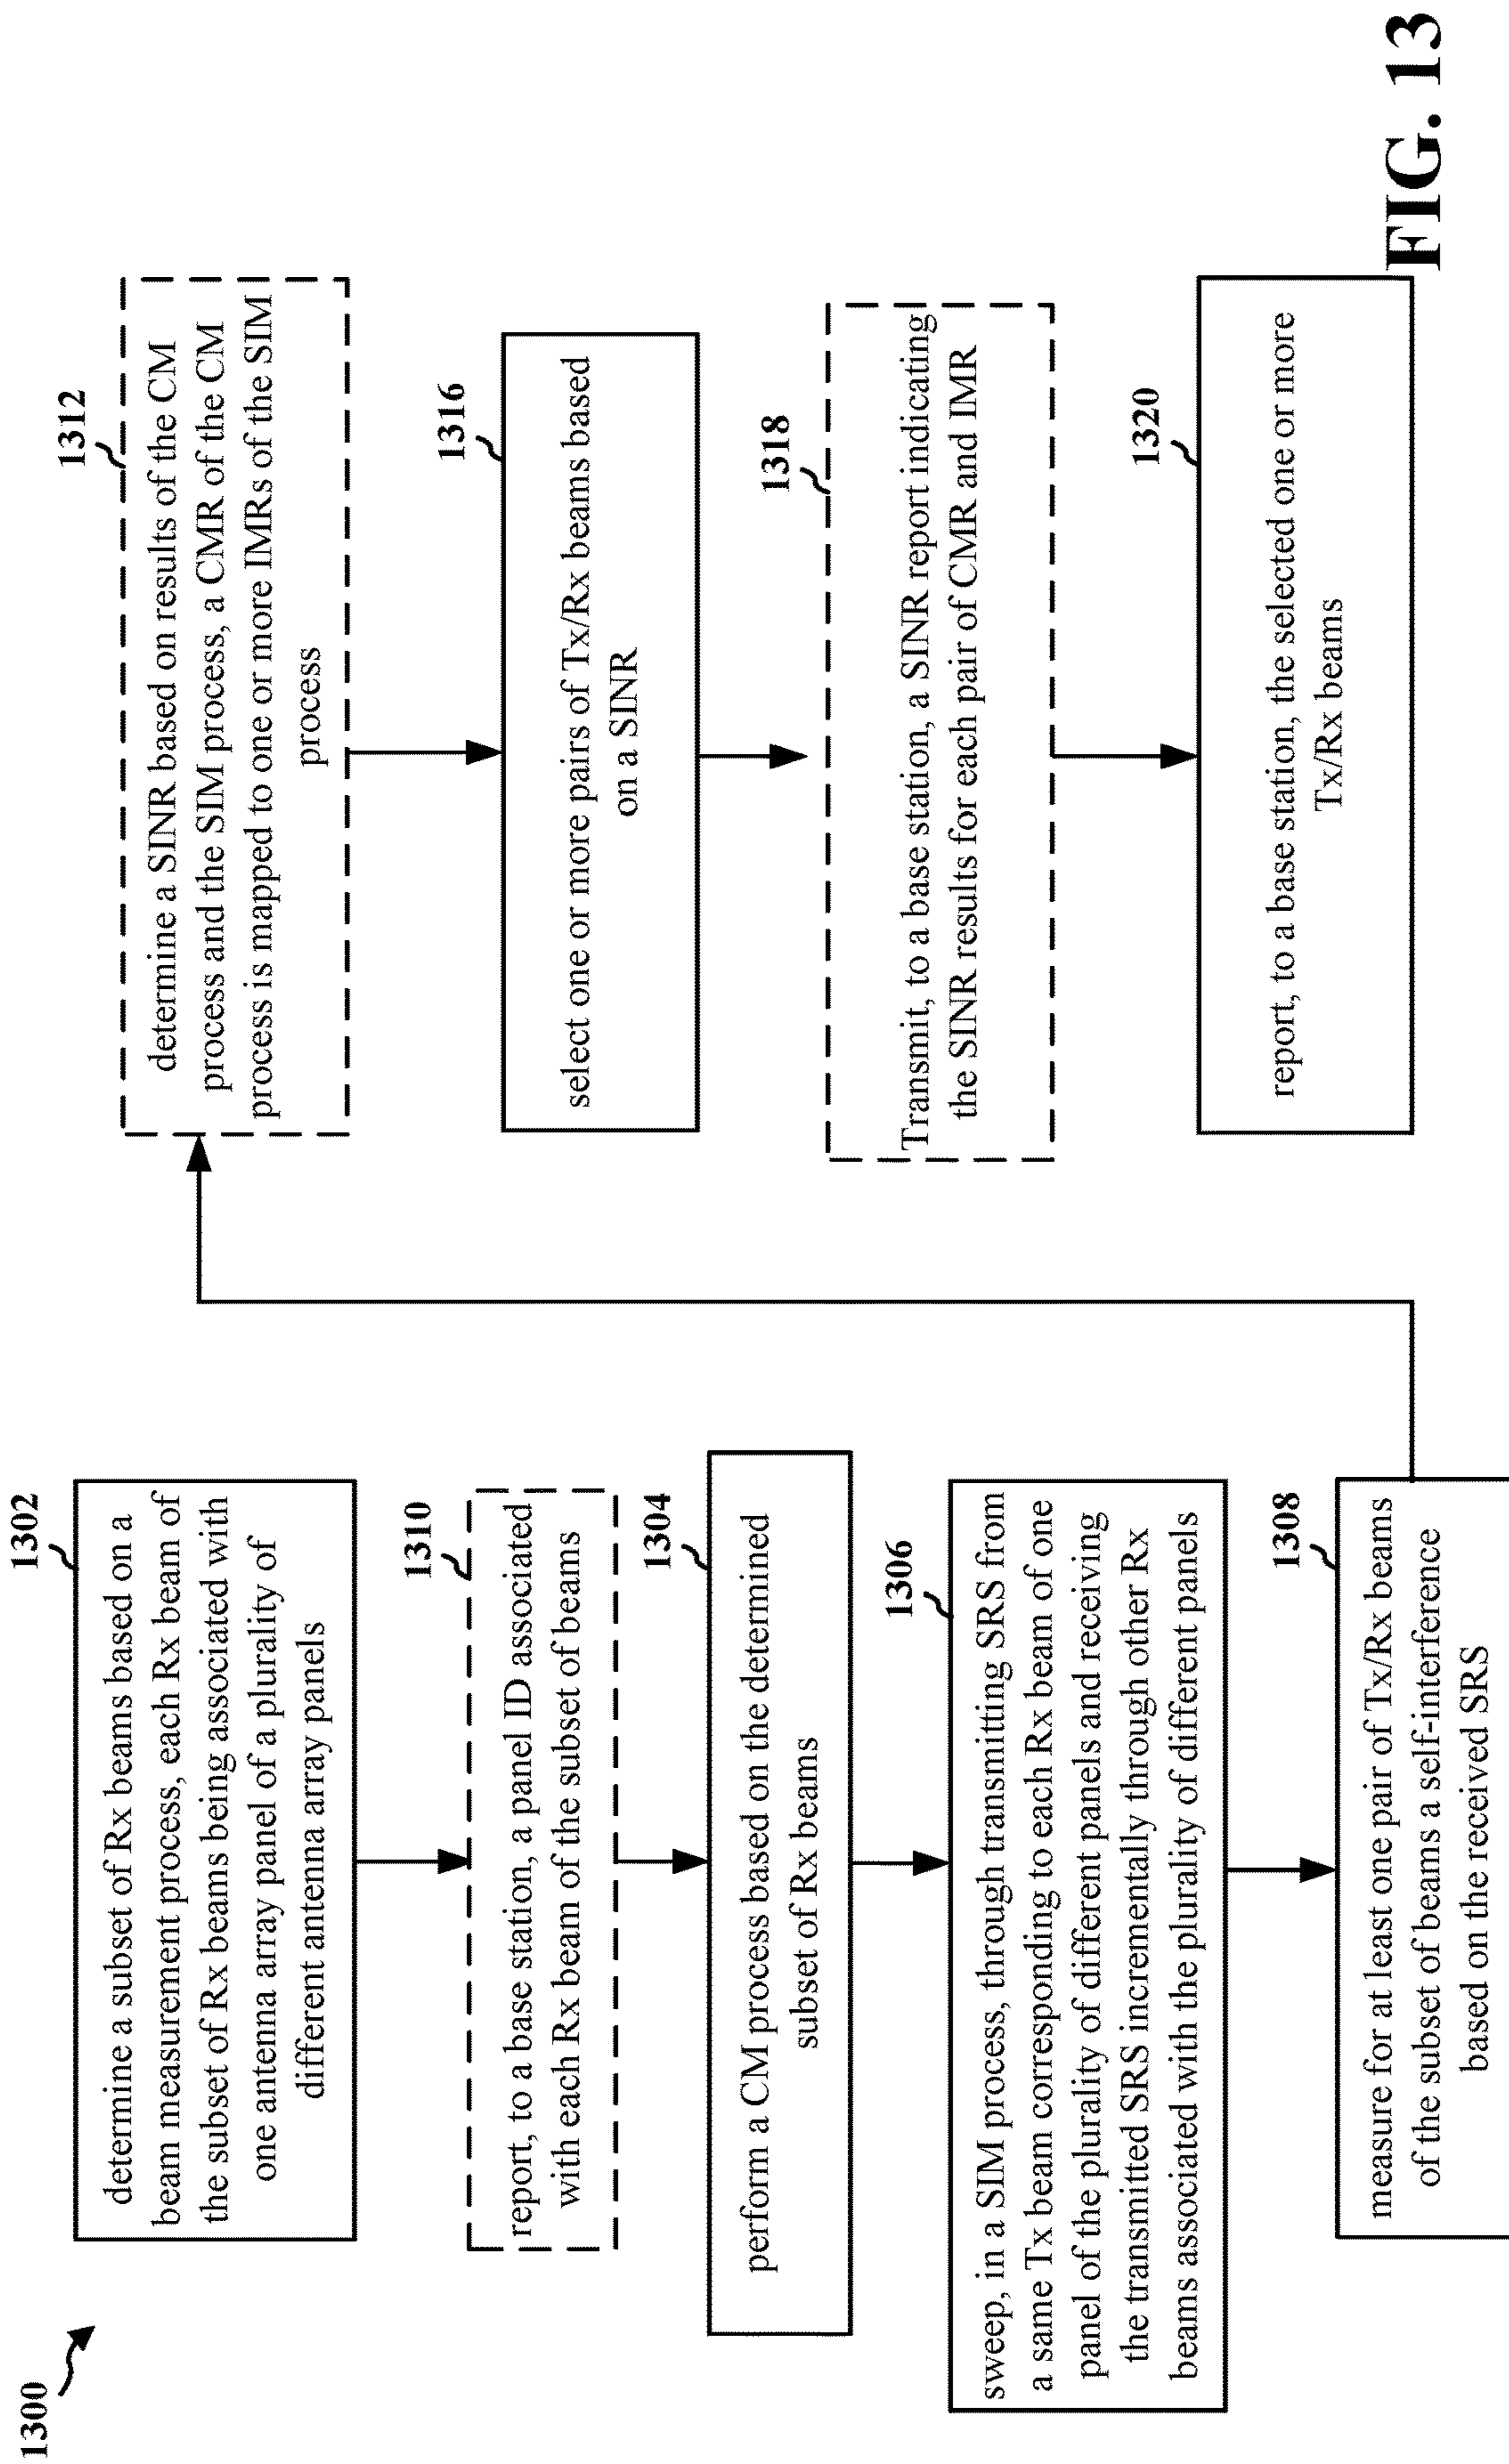 1300
1302
determine a subset of Rx beams based on a
beam measurement process, each Rx beam of
the subset of Rx beams being associated with
one antenna array panel of a plurality of
different antenna array panels
1310
report, to a base station, a panel ID associated
with each Rx beam of the subset of beams
1304
perform a CM process based on the determined
subset of Rx beams
1306
sweep, in a SIM process, through transmitting SRS from
a same Tx beam corresponding to each Rx beam of one
panel of the plurality of different panels and receiving
the transmitted SRS incrementally through other Rx
beams associated with the plurality of different panels
1308
measure for at least one pair of Tx/Rx beams
of the subset of beams a self-interference
based on the received SRS
1312
determine a SINR based on results of the CM
process and the SIM process, a CMR of the CM
process is mapped to one or more IMRs of the SIM
process
1316
select one or more pairs of Tx/Rx beams based
on a SINR
1318
Transmit, to a base station, a SINR report indicating
the SINR results for each pair of CMR and IMR
1320
report, to a base station, the selected one or more
Tx/Rx beams
FIG. 13